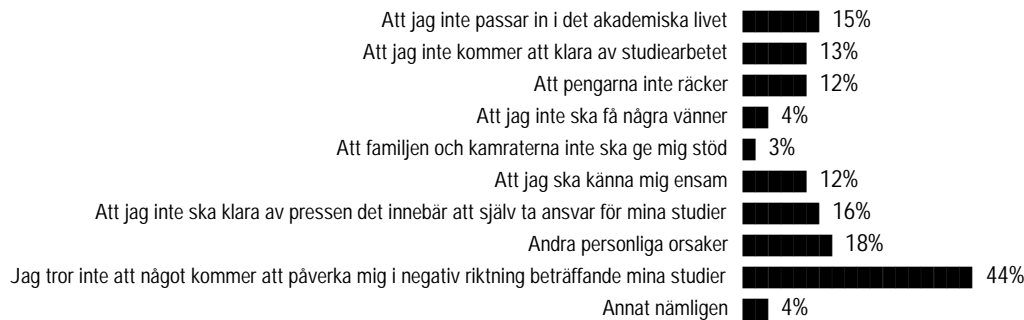 Att jag inte passar in i det akademiska livet 15%
Att jag inte kommer att klara av studiearbetet 13%
Att pengarna inte räcker 12%
Att jag inte ska få några vänner 4%
Att familjen och kamraterna inte ska ge mig stöd 3%
Att jag ska känna mig ensam 12%
Att jag inte ska klara av pressen det innebär att själv ta ansvar för mina studier 16%
Andra personliga orsaker 18%
Jag tror inte att något kommer att påverka mig i negativ riktning beträffande mina studier 44%
Annat nämligen 4%